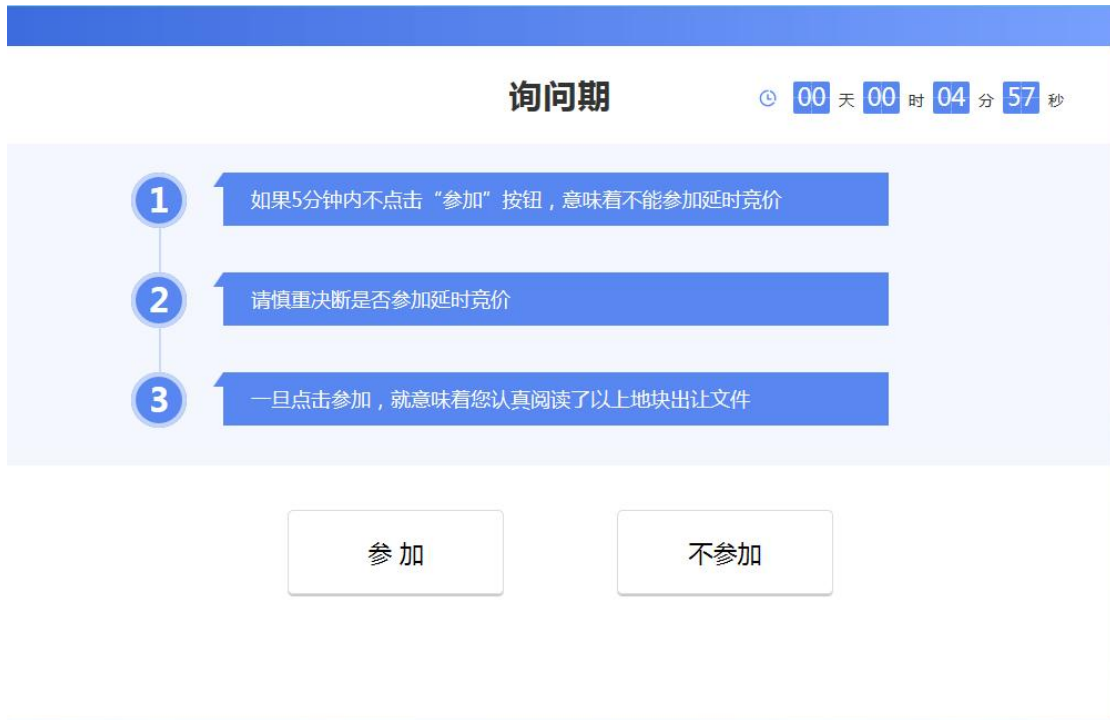 询问期
00 天 00 时 04 分 57 秒
1
如果5分钟内不点击“参加”按钮，意味着不能参加延时竞价
2
请慎重决断是否参加延时竞价
3
一旦点击参加，就意味着您认真阅读了以上地块出让文件
参 加
不参加